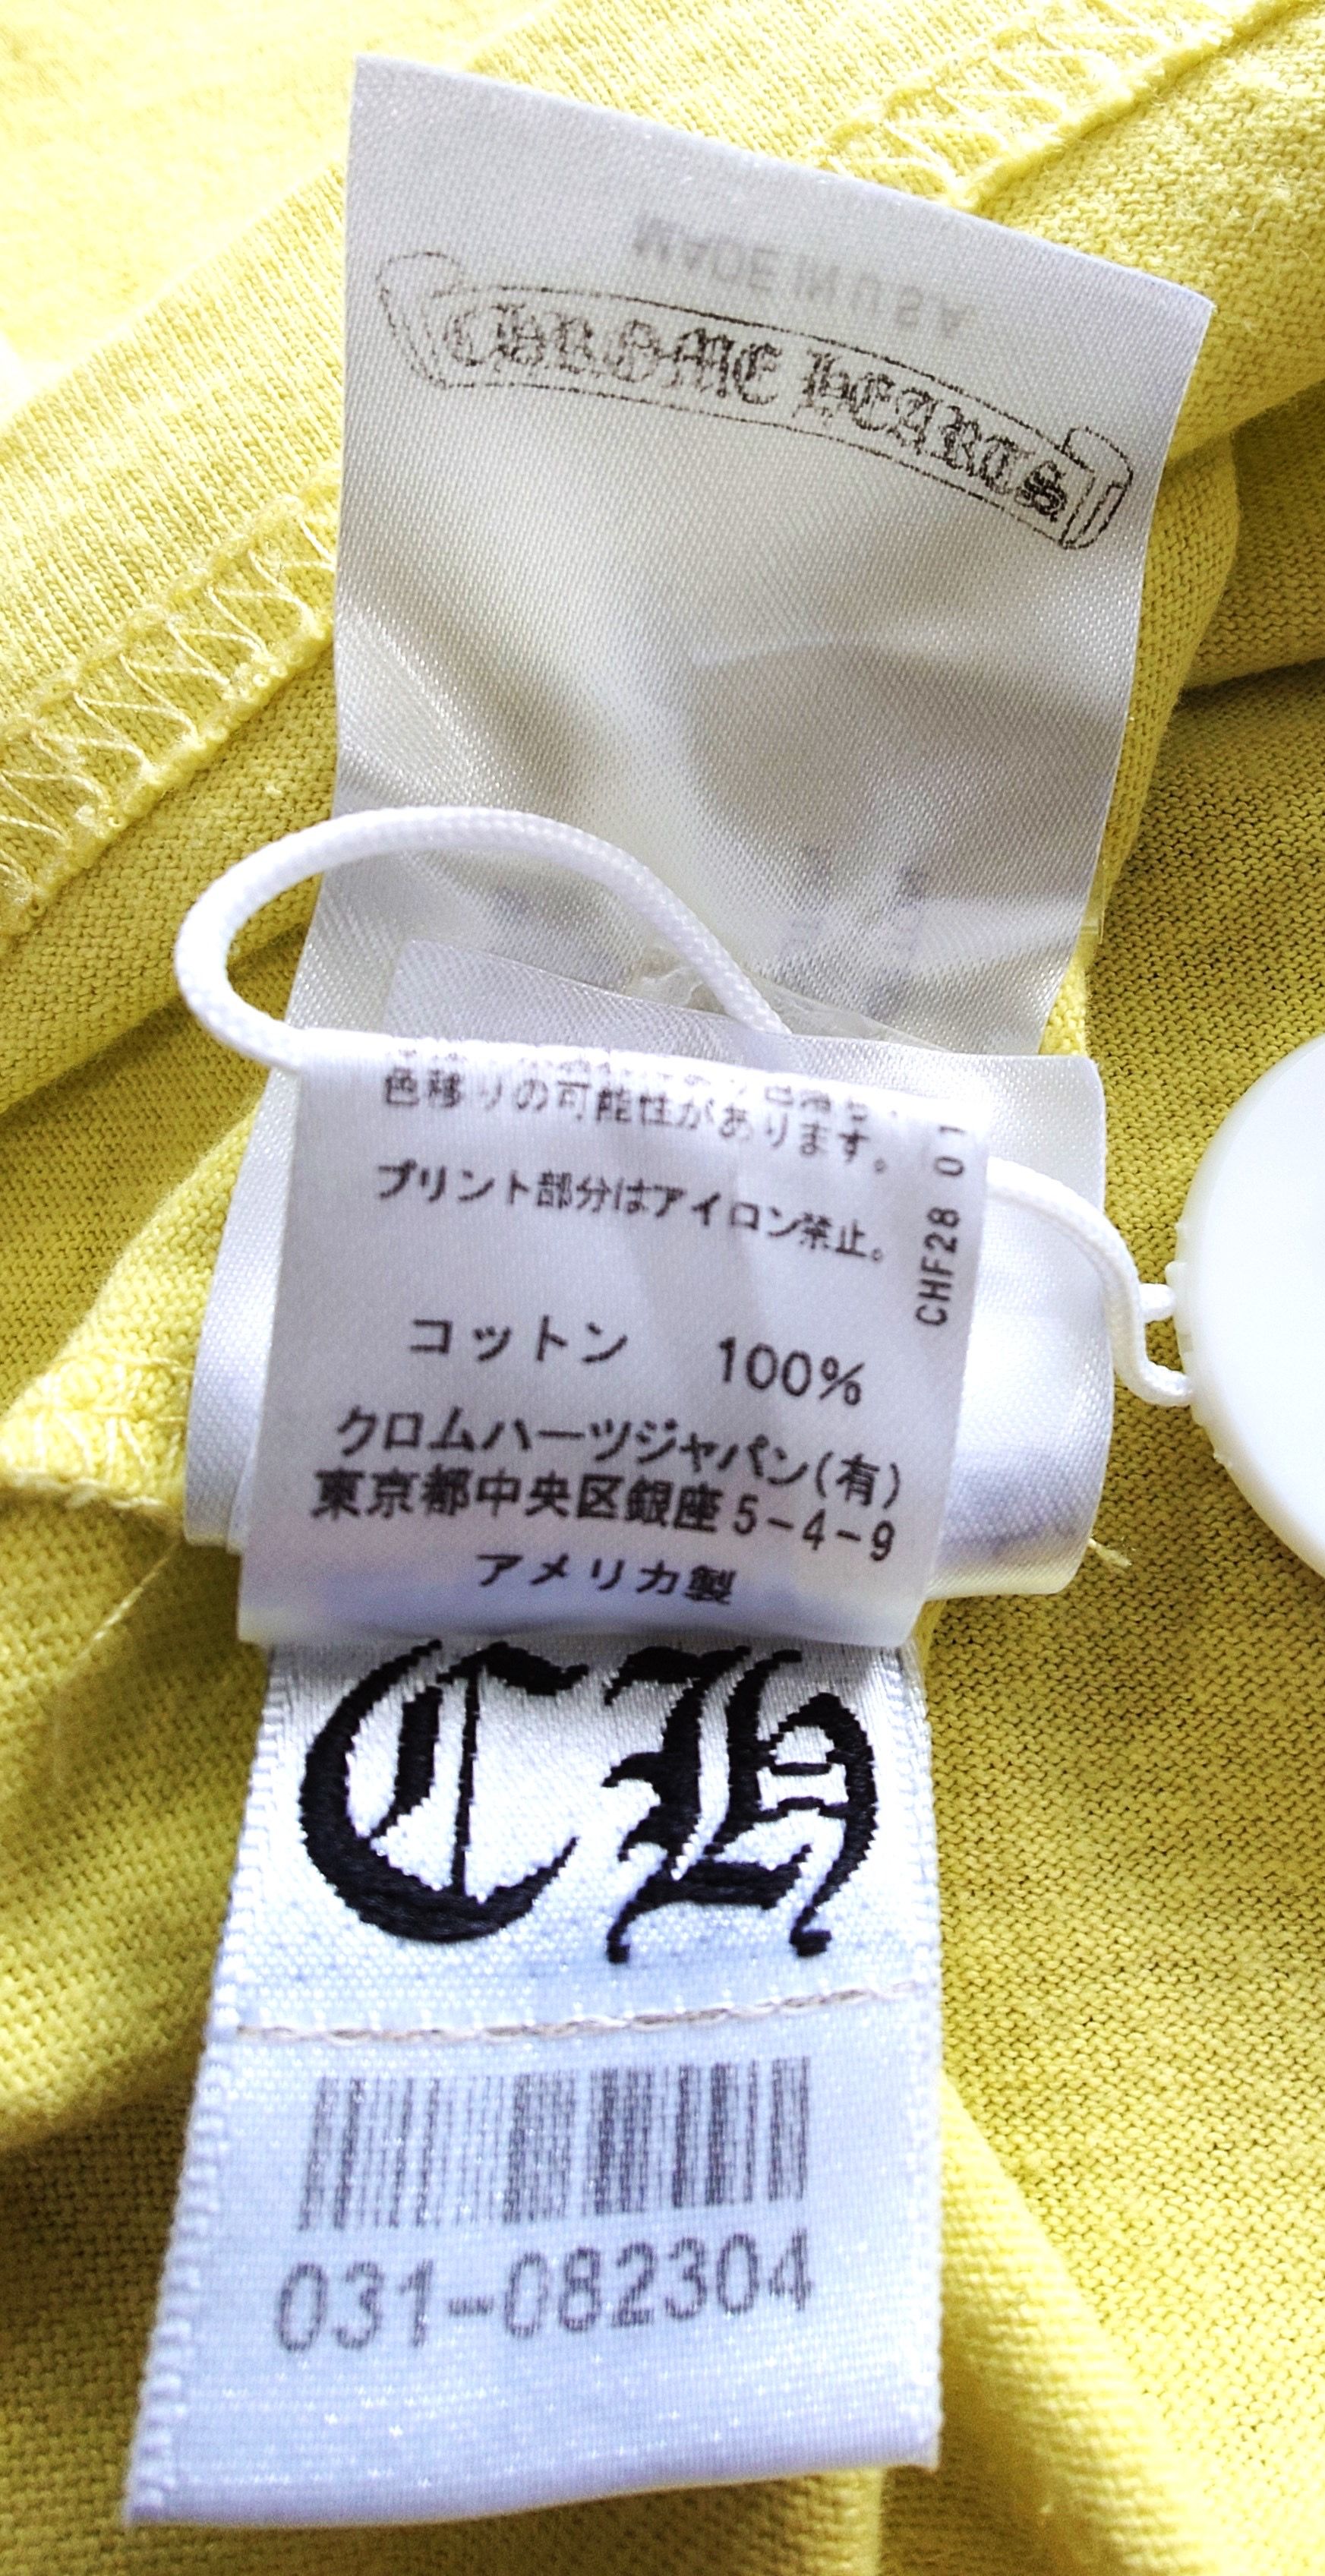 MADE IN U.S.A.
CHROME HEARTS
色移りの可能性があります。
プリント部分はアイロン禁止。
CHF28 01
コットン 100%
クロムハーツジャパン(有)
東京都中央区銀座5-4-9
アメリカ製
CH
031-082304